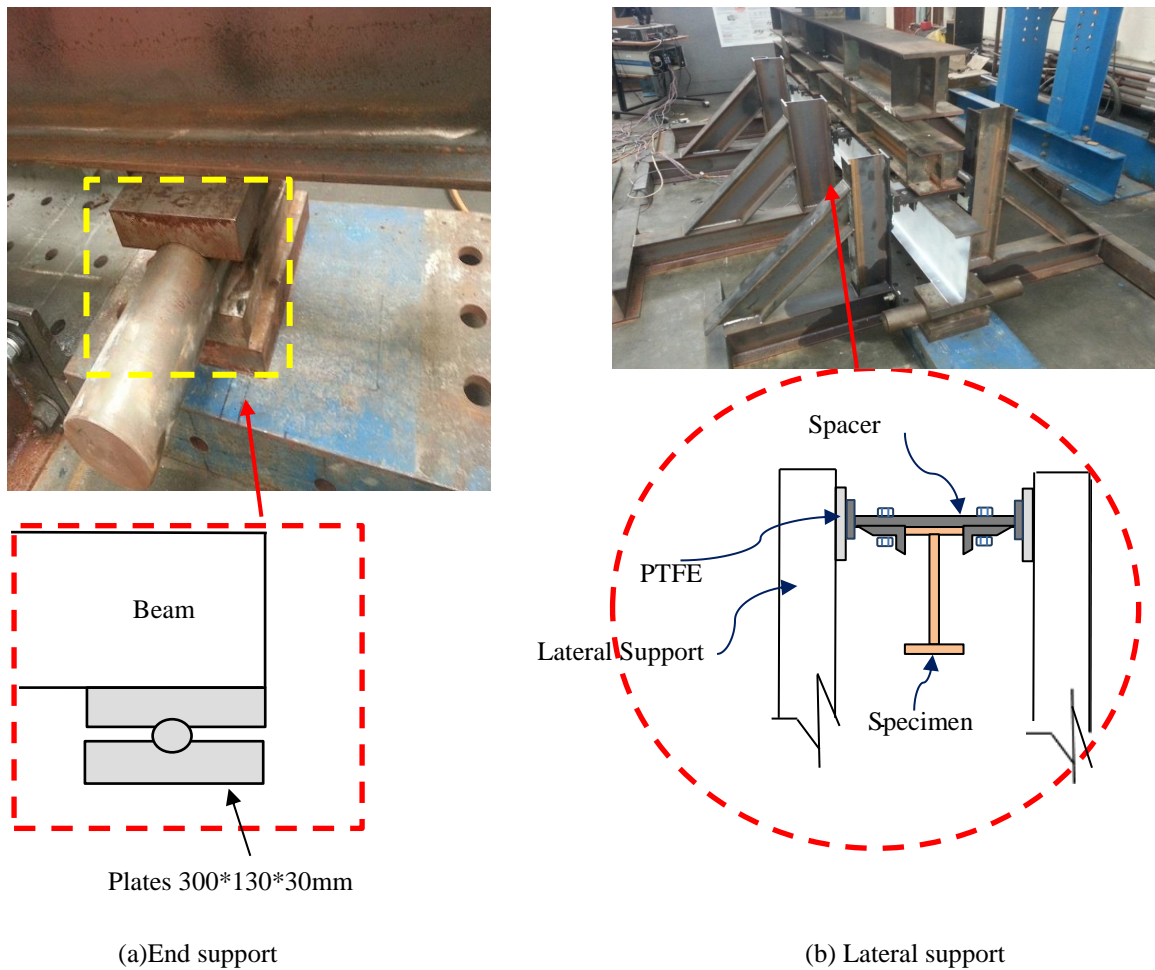 Beam
Plates 300*130*30mm
(a)End support
Spacer
PTFE
Lateral Support
Specimen
(b) Lateral support